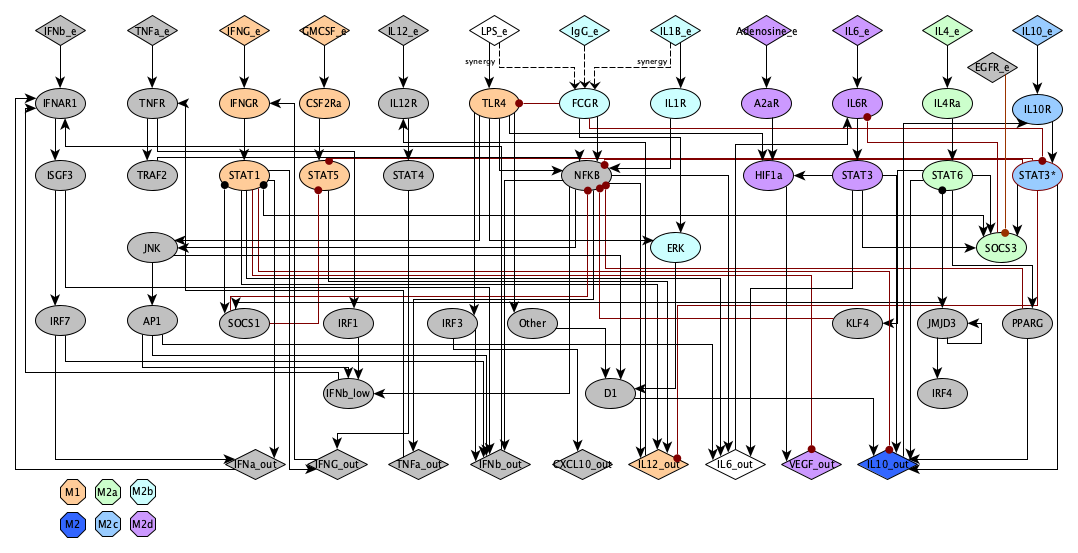 IFNb_e TNFa_e IFNG_e GMCSF_e IL12_e LPS_e IgG_e IL1B_e Adenosine_e IL6_e IL4_e IL10_e
synergy synergy
EGFR_e
IFNAR1 TNFR IFNGR CSF2Ra IL12R TLR4 FCGR IL1R A2aR IL6R IL4Ra IL10R
ISGF3 TRAF2 STAT1 STAT5 STAT4 NFKB HIF1a STAT3 STAT6 STAT3*
JNK ERK SOCS3
IRF7 AP1 SOCS1 IRF1 IRF3 Other KLF4 JMJD3 PPARG
IFNb_low D1 IRF4
IFNa_out IFNG_out TNFa_out IFNb_out CXCL10_out IL12_out IL6_out VEGF_out IL10_out
M1 M2a M2b
M2 M2c M2d